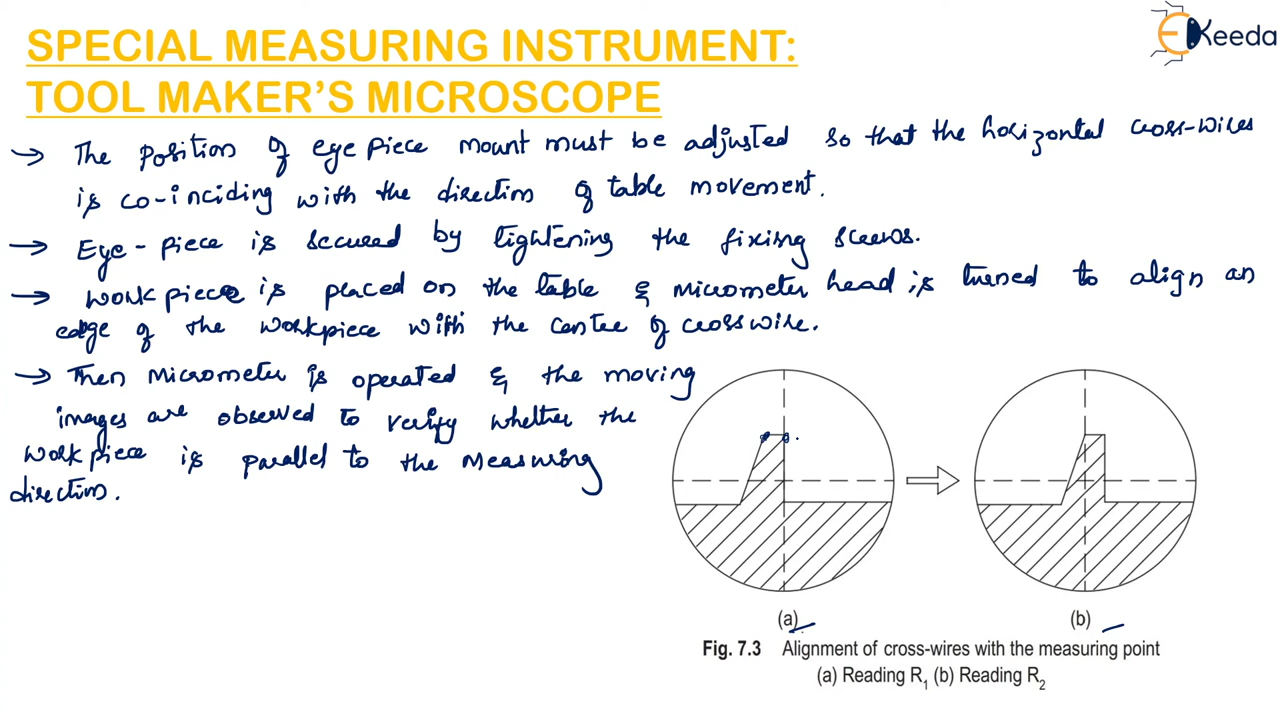 SPECIAL MEASURING INSTRUMENT:
TOOL MAKER'S MICROSCOPE
Keeda
→ The position of eye piece mount must be adjusted so that the horizontal cross-wires
is co-inciding with the direction of table movement.
→ Eye-piece is secured by tightening the fixing screws.
→ Workpiece is placed on the table & micrometer head is turned to align an
edge of the workpiece with the centre of crosswire.
→ Then micrometer is operated & the moving
images are observed to verify whether the
workpiece is parallel to the measuring
direction.
(a) (b)
Fig. 7.3 Alignment of cross-wires with the measuring point
(a) Reading R₁ (b) Reading R₂